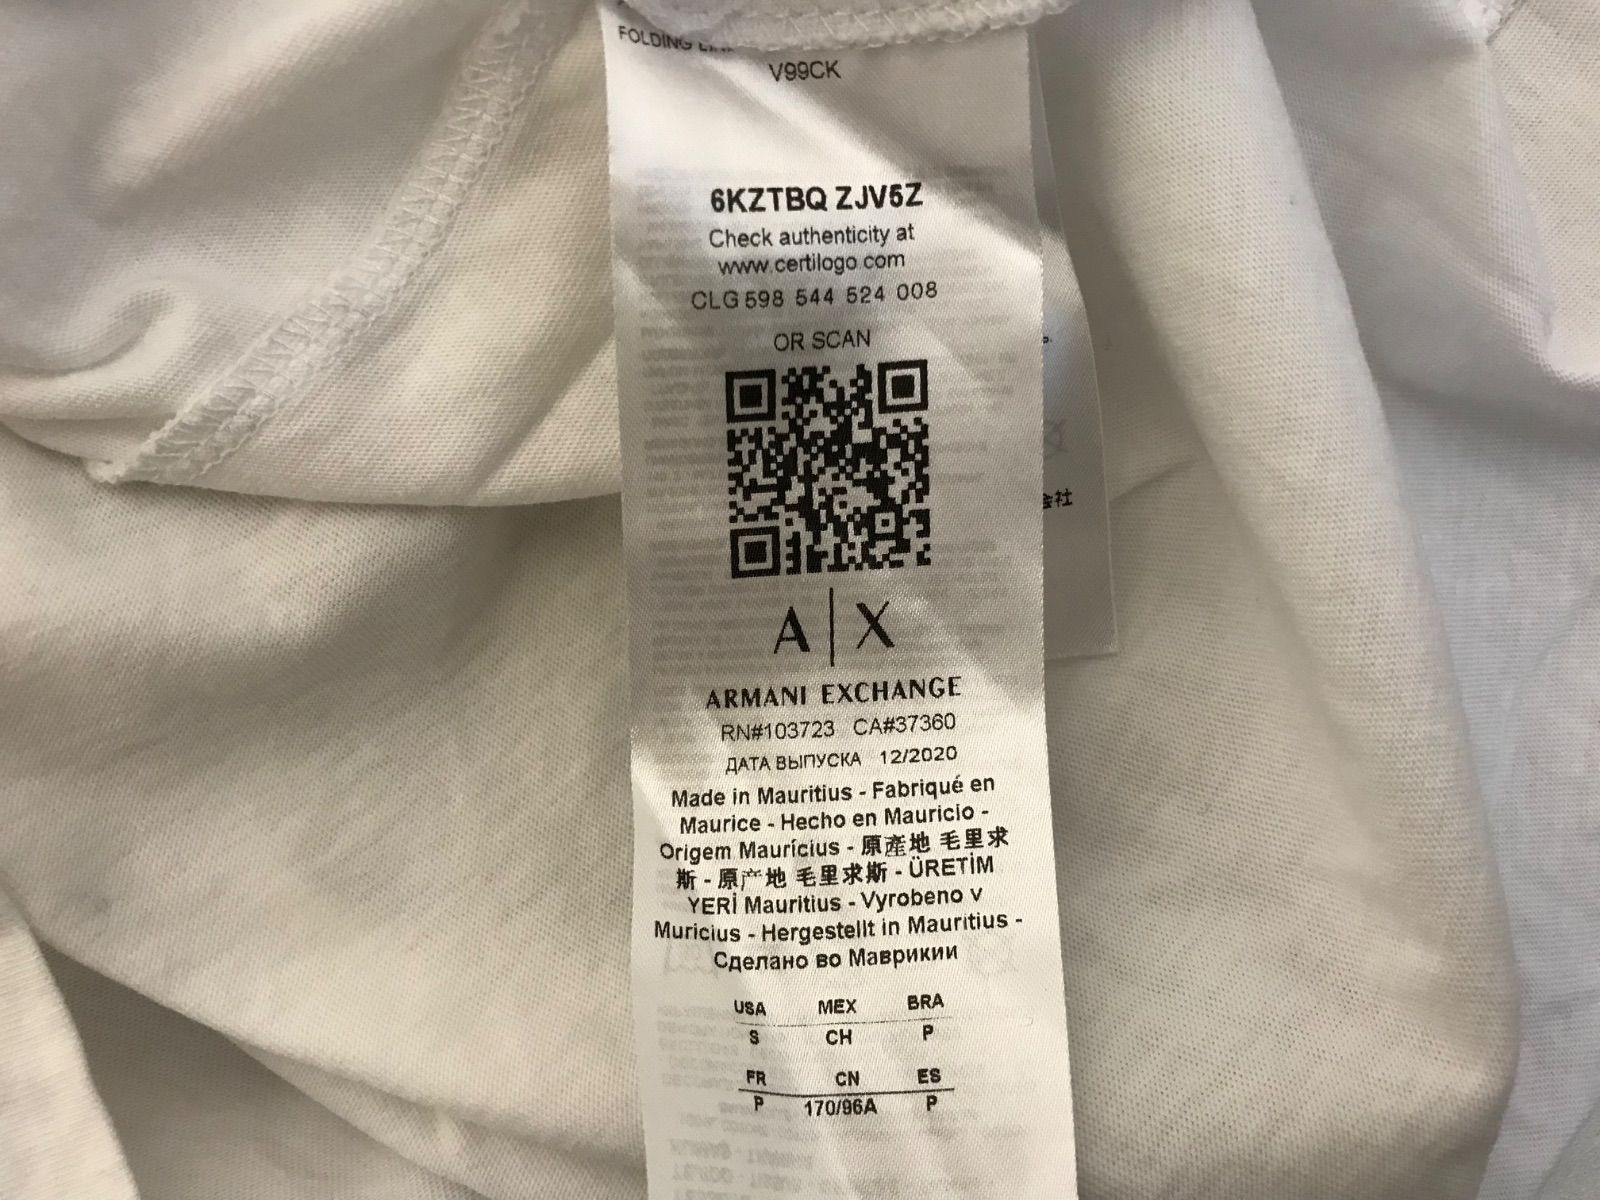 FOLDING
V99CK
6KZTBQ ZJV5Z
Check authenticity at
www.certilogo.com
CLG 598 544 524 008
OR SCAN
A|X
ARMANI EXCHANGE
RN#103723 CA#37360
ДАТА ВЫПУСКА 12/2020
Made in Mauritius - Fabriqué en
Maurice - Hecho en Mauricio -
Origem Maurícius - 原產地 毛里求
斯 - 原产地 毛里求斯 - ÜRETİM
YERİ Mauritius - Vyrobeno v
Muricius - Hergestellt in Mauritius -
Сделано во Маврикии
USA MEX BRA
S CH P
FR CN ES
P 170/96A P
会社